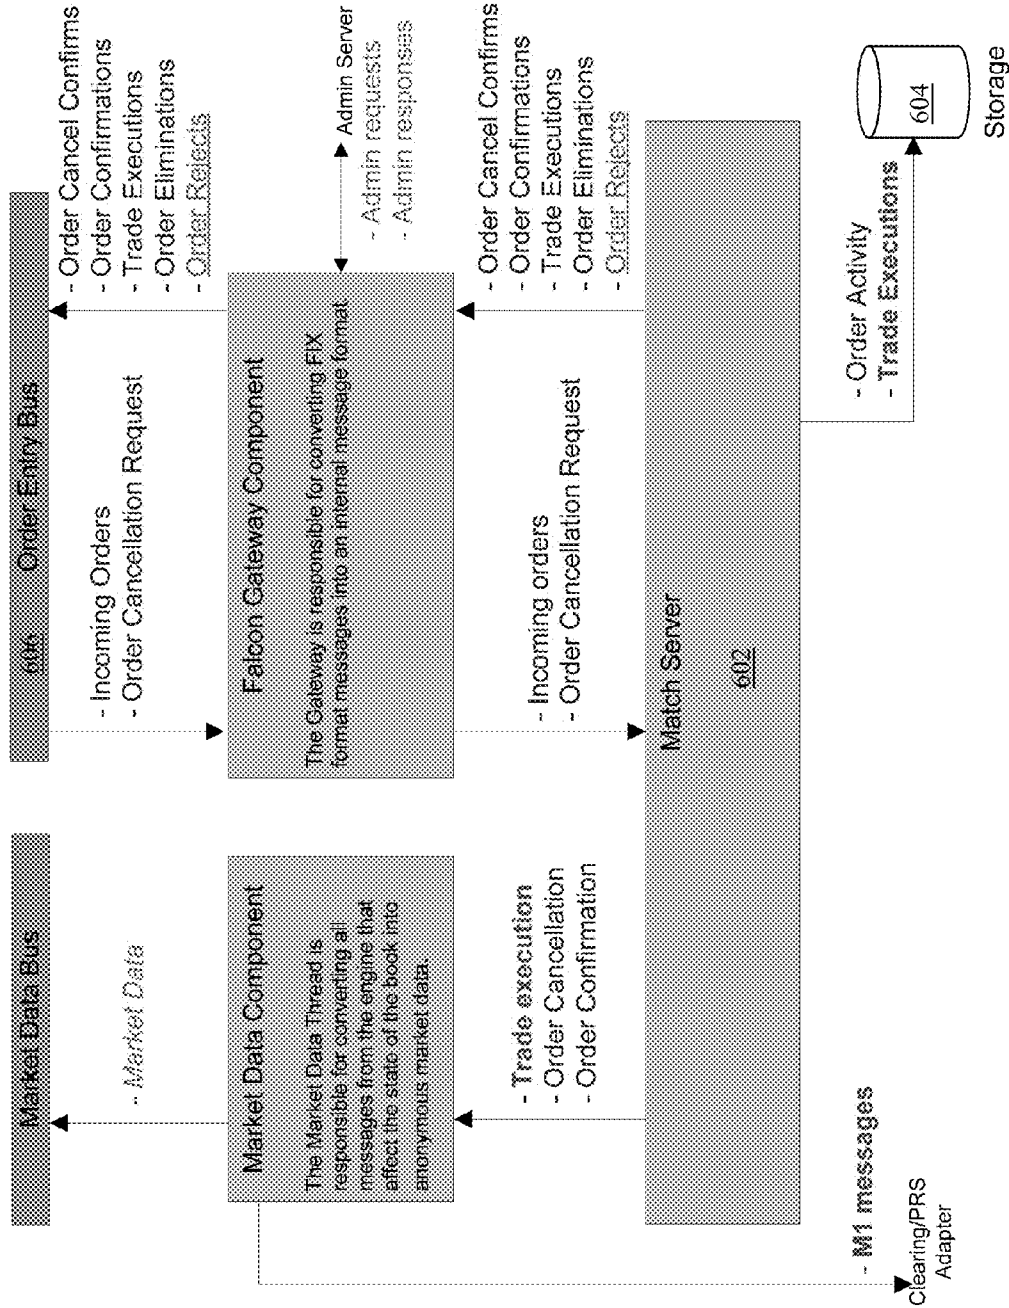 Market Data Bus
606 Order Entry Bus
- Market Data
- Incoming Orders
- Order Cancellation Request
- Order Cancel Confirms
- Order Confirmations
- Trade Executions
- Order Eliminations
- Order Rejects
Market Data Component
The Market Data Thread is
responsible for converting all
messages from the engine that
affect the state of the book into
anonymous market data.
Falcon Gateway Component
The Gateway is responsible for converting FIX
format messages into an internal message format
Admin Server
- Admin requests
- Admin responses
- Trade execution
- Order Cancellation
- Order Confirmation
- Incoming orders
- Order Cancellation Request
- Order Cancel Confirms
- Order Confirmations
- Trade Executions
- Order Eliminations
- Order Rejects
Match Server
602
- M1 messages
Clearing/PRS
Adapter
- Order Activity
- Trade Executions
604
Storage